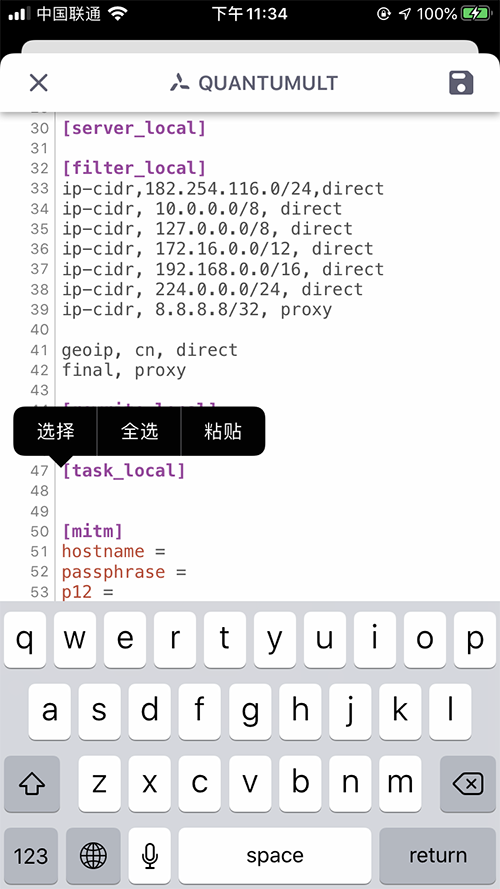 中国联通 下午11:34 100%
QUANTUMULT
30 [server_local]
31
32 [filter_local]
33 ip-cidr,182.254.116.0/24,direct
34 ip-cidr, 10.0.0.0/8, direct
35 ip-cidr, 127.0.0.0/8, direct
36 ip-cidr, 172.16.0.0/12, direct
37 ip-cidr, 192.168.0.0/16, direct
38 ip-cidr, 224.0.0.0/24, direct
39 ip-cidr, 8.8.8.8/32, proxy
40
41 geoip, cn, direct
42 final, proxy
43
选择 全选 粘贴
47 [task_local]
48
49
50 [mitm]
51 hostname =
52 passphrase =
53 p12 =
q w e r t y u i o p
a s d f g h j k l
z x c v b n m
123 space return